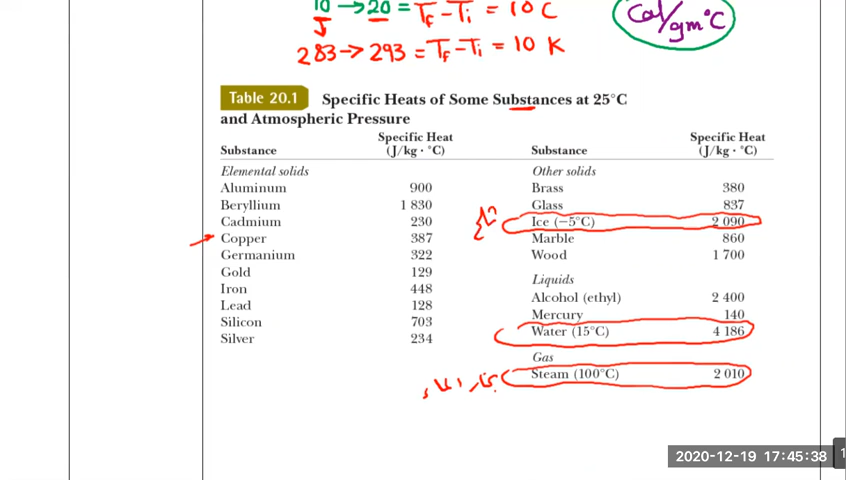 10 → 20 = Tf - Ti = 10 C
Cal/gm°C
283 → 293 = Tf - Ti = 10 K
Table 20.1 Specific Heats of Some Substances at 25°C
and Atmospheric Pressure
Substance Specific Heat (J/kg · °C)
Elemental solids
Aluminum 900
Beryllium 1 830
Cadmium 230
Copper 387
Germanium 322
Gold 129
Iron 448
Lead 128
Silicon 703
Silver 234
Substance Specific Heat (J/kg · °C)
Other solids
Brass 380
Glass 837
Ice (−5°C) 2 090
Marble 860
Wood 1 700
Liquids
Alcohol (ethyl) 2 400
Mercury 140
Water (15°C) 4 186
Gas
Steam (100°C) 2 010
2020-12-19 17:45:38